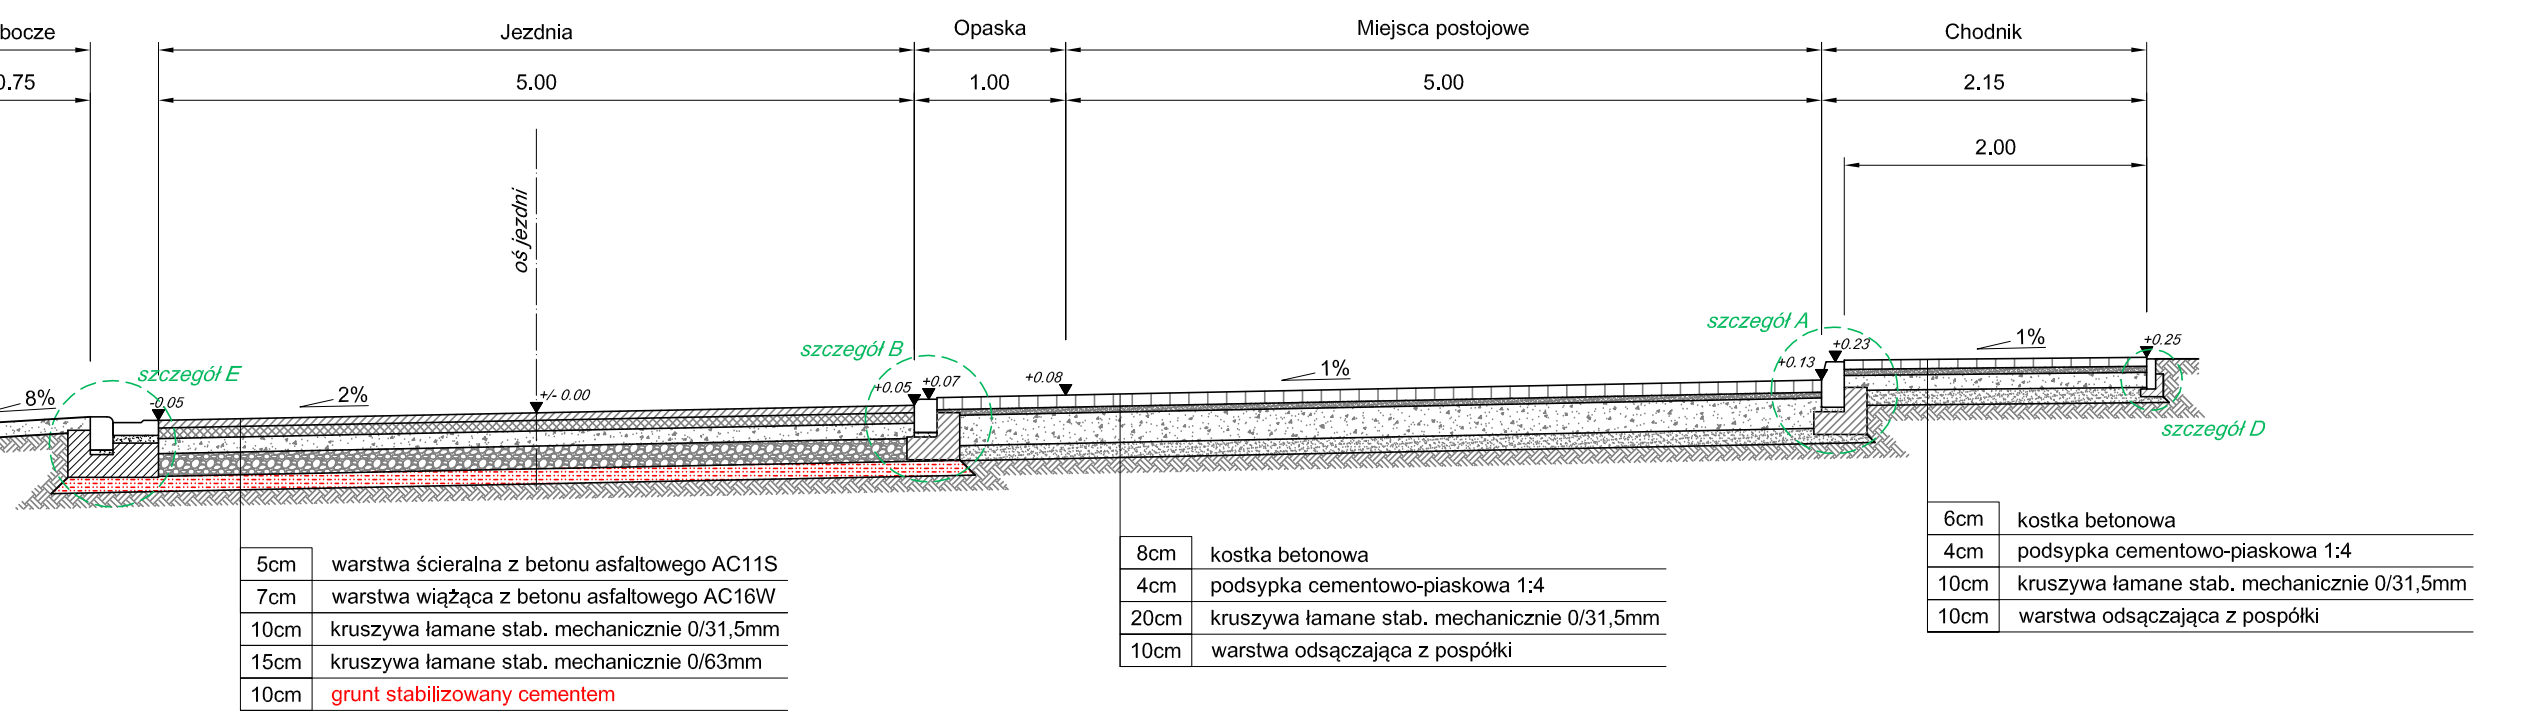 bocze
Jezdnia
Opaska
Miejsca postojowe
Chodnik
0.75
5.00
1.00
5.00
2.15
2.00
oś jezdni
szczegół E
szczegół B
szczegół A
szczegół D
8%
-0.05
2%
+/- 0.00
+0.05
+0.07
+0.08
1%
+0.13
+0.23
1%
+0.25
5cm warstwa ścieralna z betonu asfaltowego AC11S
7cm warstwa wiążąca z betonu asfaltowego AC16W
10cm kruszywa łamane stab. mechanicznie 0/31,5mm
15cm kruszywa łamane stab. mechanicznie 0/63mm
10cm grunt stabilizowany cementem
8cm kostka betonowa
4cm podsypka cementowo-piaskowa 1:4
20cm kruszywa łamane stab. mechanicznie 0/31,5mm
10cm warstwa odsączająca z pospółki
6cm kostka betonowa
4cm podsypka cementowo-piaskowa 1:4
10cm kruszywa łamane stab. mechanicznie 0/31,5mm
10cm warstwa odsączająca z pospółki